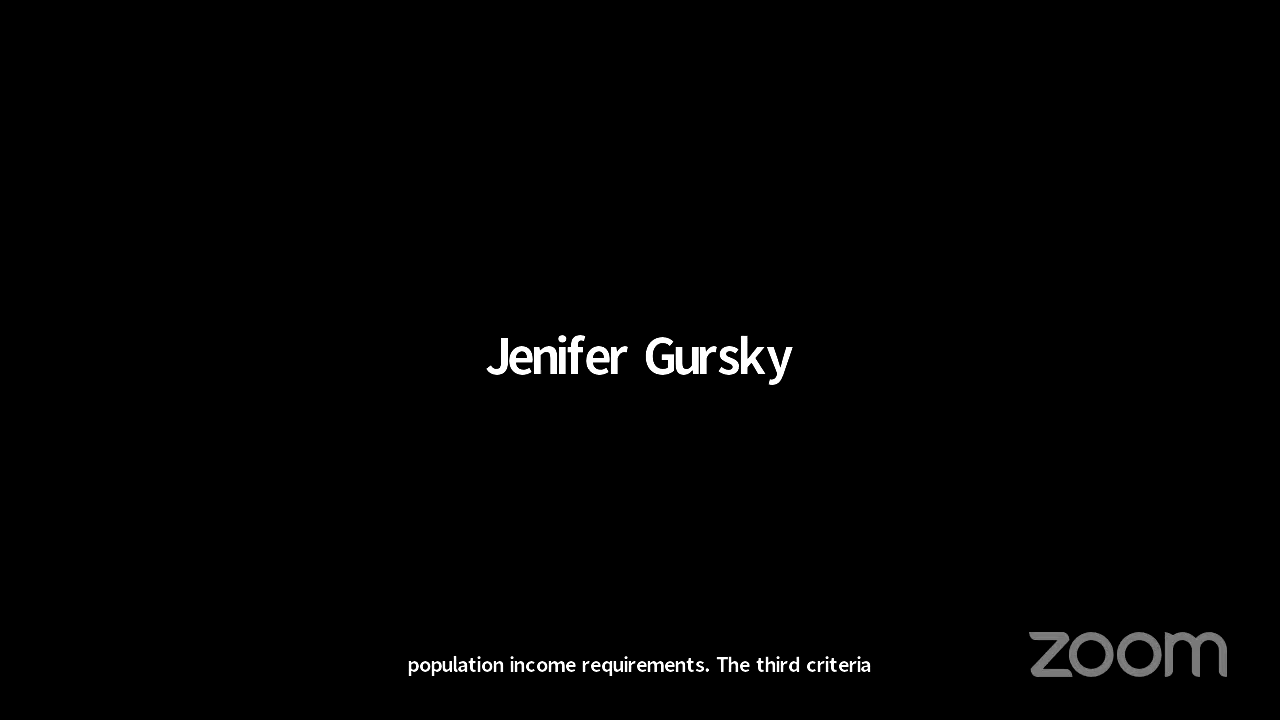 Jenifer Gursky
zoom
population income requirements. The third criteria